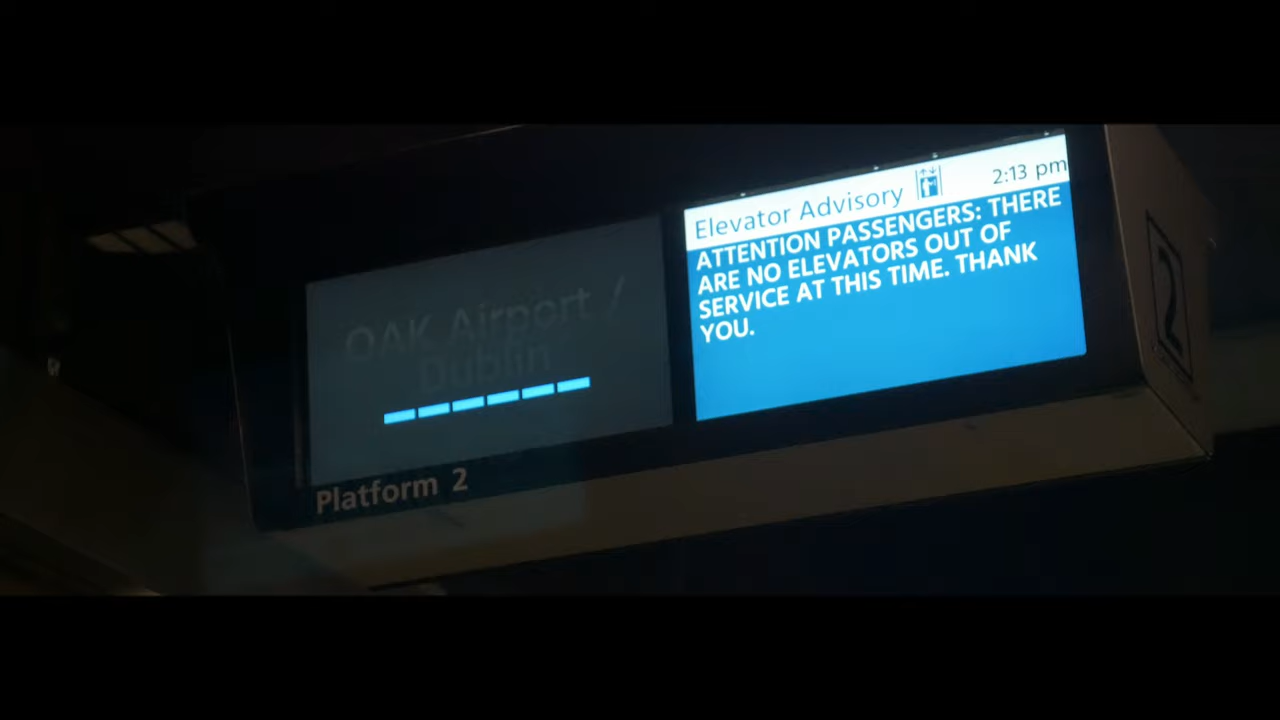 OAK Airport /
Dublin
Platform 2
Elevator Advisory 2:13 pm
ATTENTION PASSENGERS: THERE
ARE NO ELEVATORS OUT OF
SERVICE AT THIS TIME. THANK
YOU.
2